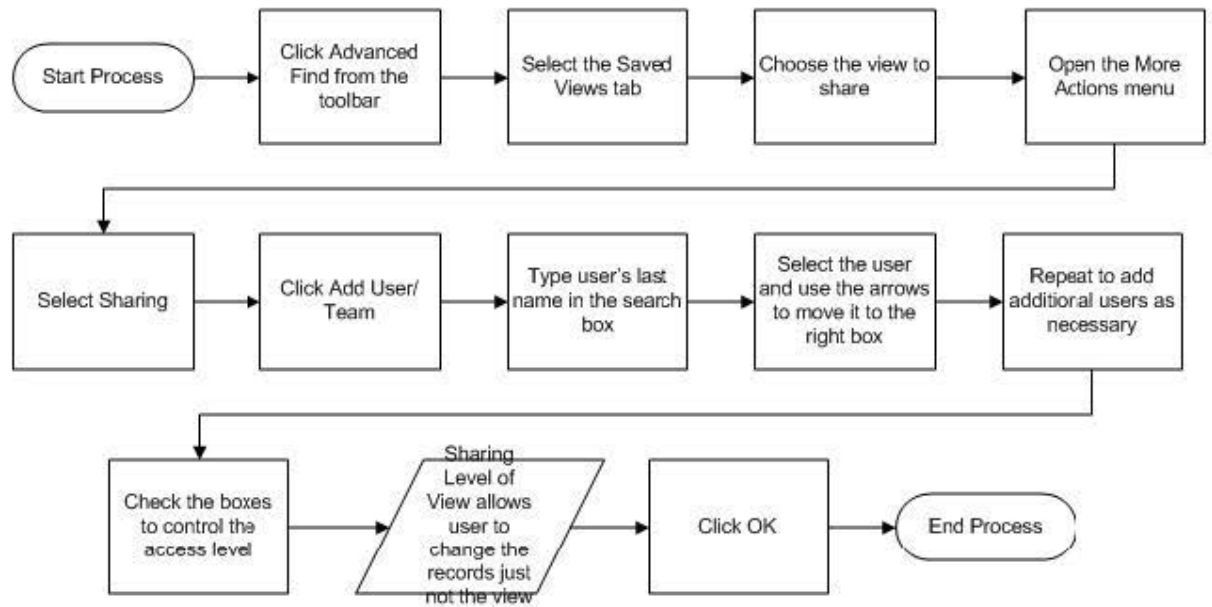 Start Process
Click Advanced
Find from the
toolbar
Select the Saved
Views tab
Choose the view to
share
Open the More
Actions menu
Select Sharing
Click Add User/
Team
Type user's last
name in the search
box
Select the user
and use the arrows
to move it to the
right box
Repeat to add
additional users as
necessary
Check the boxes
to control the
access level
Sharing
Level of
View allows
user to
change the
records just
not the view
Click OK
End Process